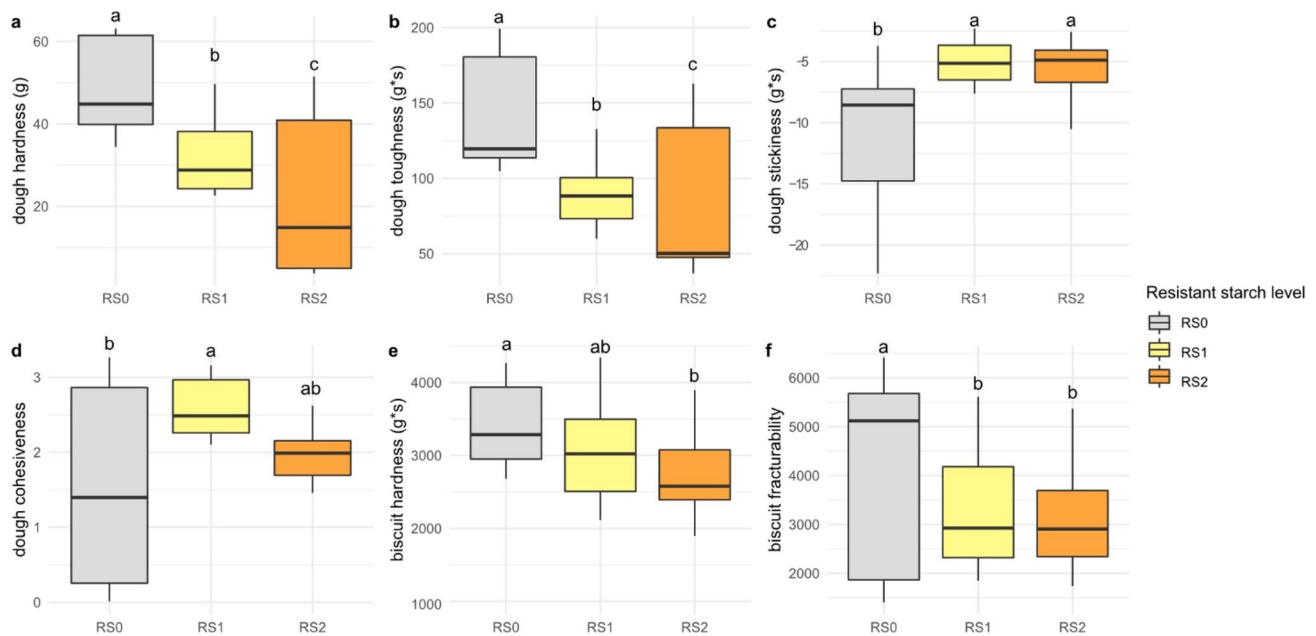 a
dough hardness (g)
60
40
20
a
b
c
RS0
RS1
RS2
b
dough toughness (g*s)
200
150
100
50
a
b
c
RS0
RS1
RS2
c
dough stickiness (g*s)
−5
−10
−15
−20
b
a
a
RS0
RS1
RS2
Resistant starch level
RS0
RS1
RS2
d
dough cohesiveness
3
2
1
0
b
a
ab
RS0
RS1
RS2
e
biscuit hardness (g*s)
4000
3000
2000
1000
a
ab
b
RS0
RS1
RS2
f
biscuit fracturability
6000
5000
4000
3000
2000
a
b
b
RS0
RS1
RS2